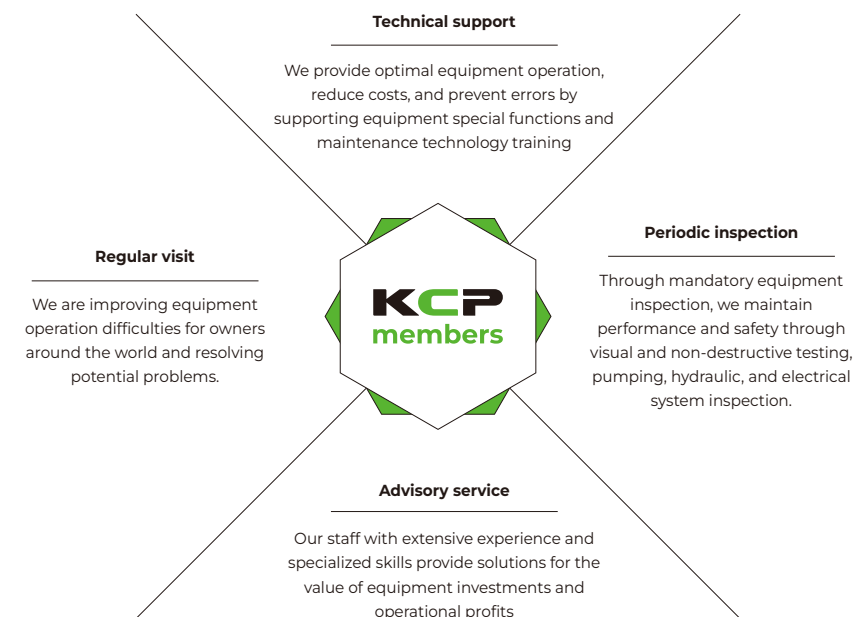 Technical support
We provide optimal equipment operation,
reduce costs, and prevent errors by
supporting equipment special functions and
maintenance technology training
Regular visit
We are improving equipment
operation difficulties for owners
around the world and resolving
potential problems.
KCP
members
Periodic inspection
Through mandatory equipment
inspection, we maintain
performance and safety through
visual and non-destructive testing,
pumping, hydraulic, and electrical
system inspection.
Advisory service
Our staff with extensive experience and
specialized skills provide solutions for the
value of equipment investments and
operational profits